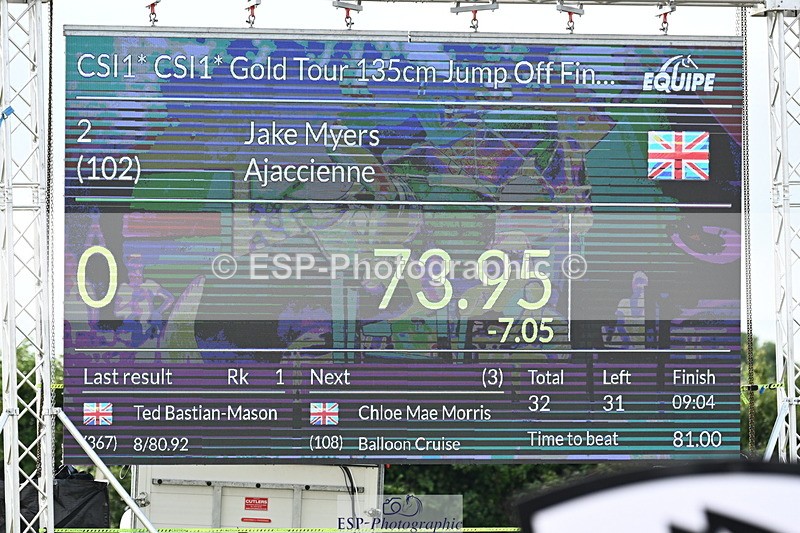 CSI1* CSI1* Gold Tour 135cm Jump Off Fin...
EQUIPE
2 Jake Myers
(102) Ajaccienne
0 73.95
-7.05
© ESP-Photographic ©
Last result Rk 1 Next (3) Total Left Finish
Ted Bastian-Mason Chloe Mae Morris 32 31 09:04
(367) 8/80.92 (108) Balloon Cruise Time to beat 81.00
CUTLERS
ESP-Photographic